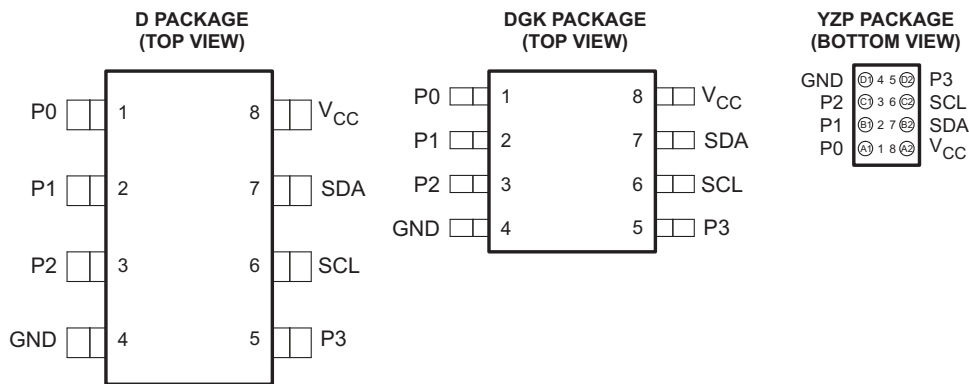 D PACKAGE
(TOP VIEW)
P0 1 8 VCC
P1 2 7 SDA
P2 3 6 SCL
GND 4 5 P3
DGK PACKAGE
(TOP VIEW)
P0 1 8 VCC
P1 2 7 SDA
P2 3 6 SCL
GND 4 5 P3
YZP PACKAGE
(BOTTOM VIEW)
GND D1 4 5 D2 P3
P2 C1 3 6 C2 SCL
P1 B1 2 7 B2 SDA
P0 A1 1 8 A2 VCC